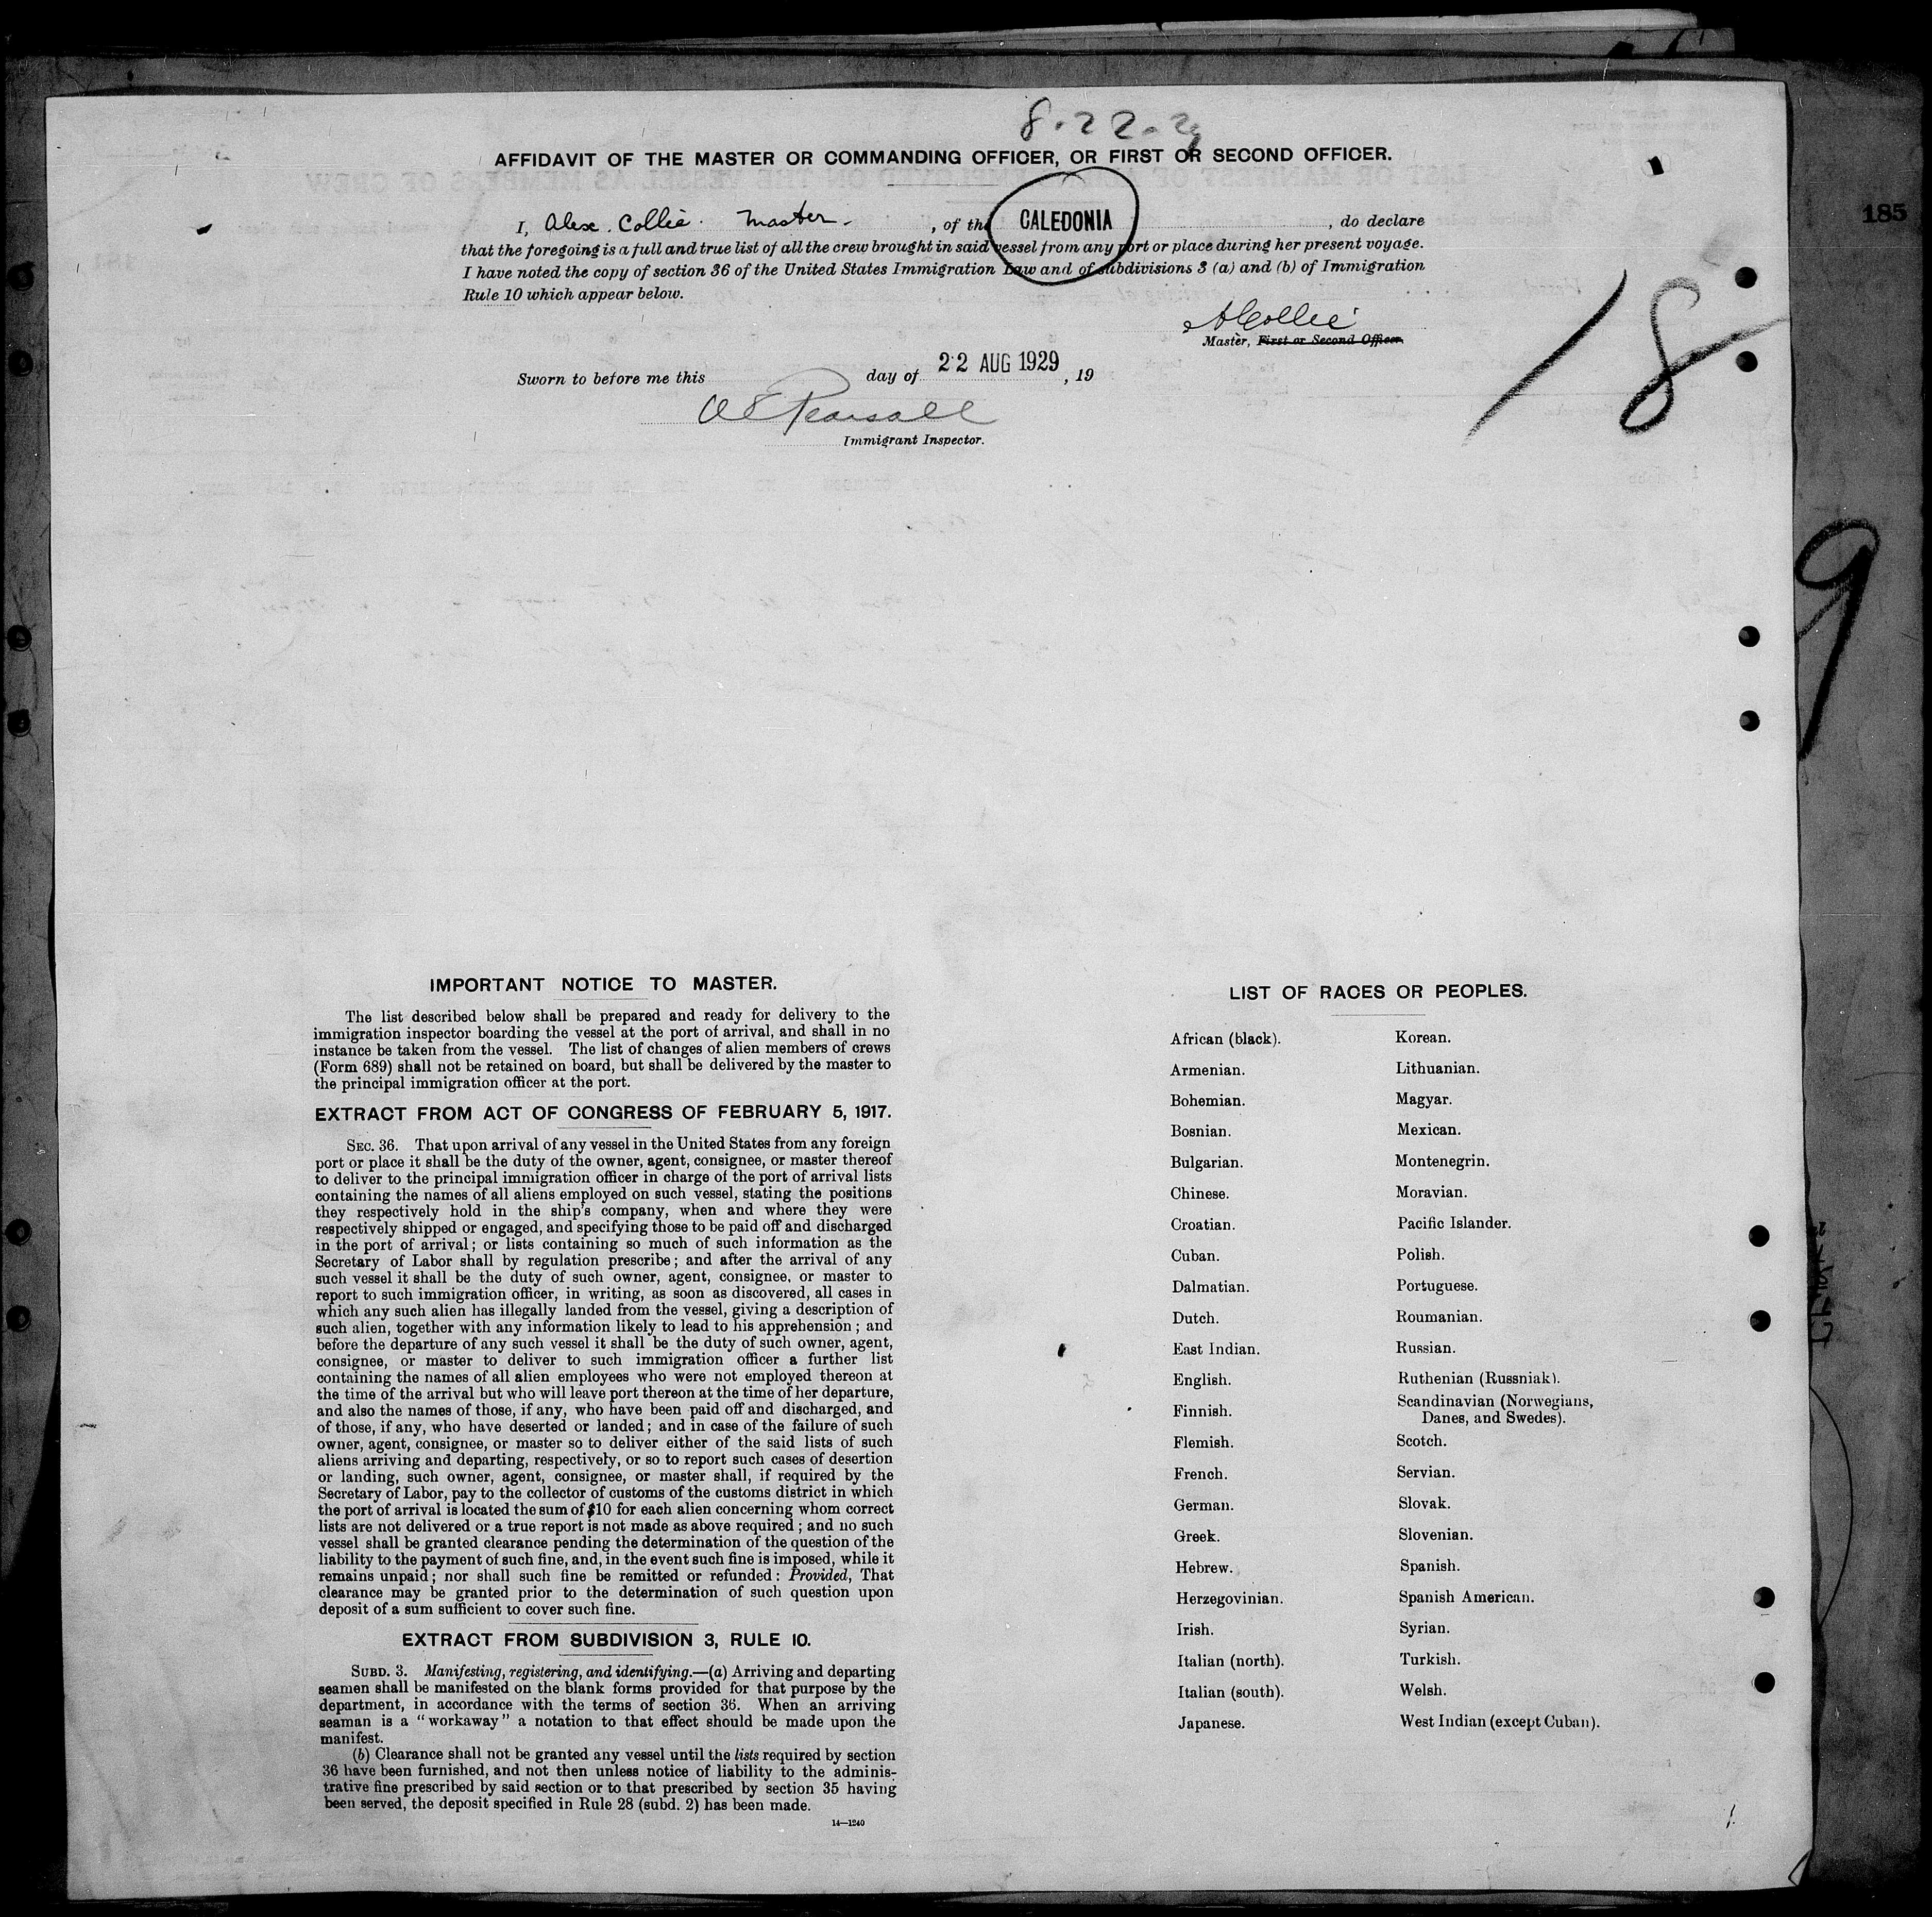 8-22-29
AFFIDAVIT OF THE MASTER OR COMMANDING OFFICER, OR FIRST OR SECOND OFFICER.
185
I, Alex. Collie. Master. , of the CALEDONIA , do declare
that the foregoing is a full and true list of all the crew brought in said vessel from any port or place during her present voyage.
I have noted the copy of section 36 of the United States Immigration Law and of subdivisions 3 (a) and (b) of Immigration
Rule 10 which appear below.
18
A Collie
Master, First or Second Officer.
Sworn to before me this day of 22 AUG 1929, 19
Pearsall
Immigrant Inspector.
9
IMPORTANT NOTICE TO MASTER.
The list described below shall be prepared and ready for delivery to the
immigration inspector boarding the vessel at the port of arrival, and shall in no
instance be taken from the vessel. The list of changes of alien members of crews
(Form 689) shall not be retained on board, but shall be delivered by the master to
the principal immigration officer at the port.
EXTRACT FROM ACT OF CONGRESS OF FEBRUARY 5, 1917.
SEC. 36. That upon arrival of any vessel in the United States from any foreign
port or place it shall be the duty of the owner, agent, consignee, or master thereof
to deliver to the principal immigration officer in charge of the port of arrival lists
containing the names of all aliens employed on such vessel, stating the positions
they respectively hold in the ship's company, when and where they were
respectively shipped or engaged, and specifying those to be paid off and discharged
in the port of arrival; or lists containing so much of such information as the
Secretary of Labor shall by regulation prescribe; and after the arrival of any
such vessel it shall be the duty of such owner, agent, consignee, or master to
report to such immigration officer, in writing, as soon as discovered, all cases in
which any such alien has illegally landed from the vessel, giving a description of
such alien, together with any information likely to lead to his apprehension; and
before the departure of any such vessel it shall be the duty of such owner, agent,
consignee, or master to deliver to such immigration officer a further list
containing the names of all alien employees who were not employed thereon at
the time of the arrival but who will leave port thereon at the time of her departure,
and also the names of those, if any, who have been paid off and discharged, and
of those, if any, who have deserted or landed; and in case of the failure of such
owner, agent, consignee, or master so to deliver either of the said lists of such
aliens arriving and departing, respectively, or so to report such cases of desertion
or landing, such owner, agent, consignee, or master shall, if required by the
Secretary of Labor, pay to the collector of customs of the customs district in which
the port of arrival is located the sum of $10 for each alien concerning whom correct
lists are not delivered or a true report is not made as above required; and no such
vessel shall be granted clearance pending the determination of the question of the
liability to the payment of such fine, and, in the event such fine is imposed, while it
remains unpaid; nor shall such fine be remitted or refunded: Provided, That
clearance may be granted prior to the determination of such question upon
deposit of a sum sufficient to cover such fine.
EXTRACT FROM SUBDIVISION 3, RULE 10.
SUBD. 3. Manifesting, registering, and identifying.—(a) Arriving and departing
seamen shall be manifested on the blank forms provided for that purpose by the
department, in accordance with the terms of section 36. When an arriving
seaman is a "workaway" a notation to that effect should be made upon the
manifest.
(b) Clearance shall not be granted any vessel until the lists required by section
36 have been furnished, and not then unless notice of liability to the adminis-
trative fine prescribed by said section or to that prescribed by section 35 having
been served, the deposit specified in Rule 28 (subd. 2) has been made.
14—1240
LIST OF RACES OR PEOPLES.
African (black).
Armenian.
Bohemian.
Bosnian.
Bulgarian.
Chinese.
Croatian.
Cuban.
Dalmatian.
Dutch.
East Indian.
English.
Finnish.
Flemish.
French.
German.
Greek.
Hebrew.
Herzegovinian.
Irish.
Italian (north).
Italian (south).
Japanese.
Korean.
Lithuanian.
Magyar.
Mexican.
Montenegrin.
Moravian.
Pacific Islander.
Polish.
Portuguese.
Roumanian.
Russian.
Ruthenian (Russniak).
Scandinavian (Norwegians,
Danes, and Swedes).
Scotch.
Servian.
Slovak.
Slovenian.
Spanish.
Spanish American.
Syrian.
Turkish.
Welsh.
West Indian (except Cuban).